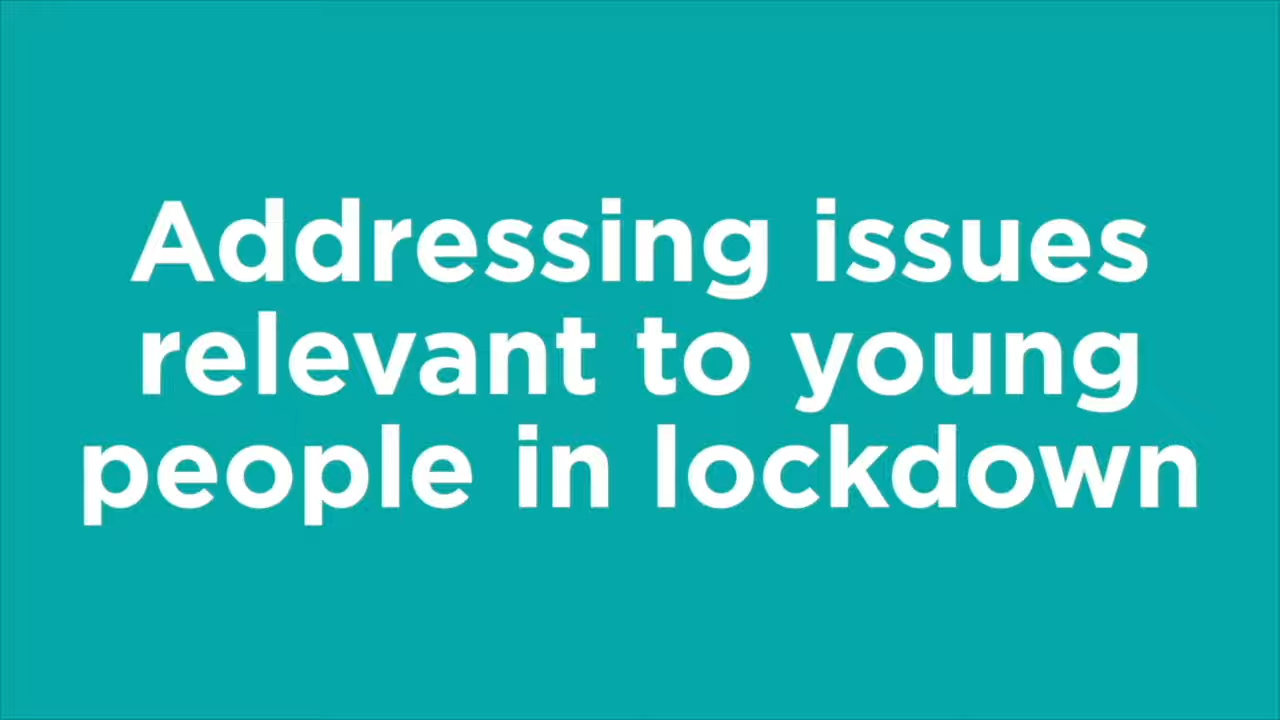 Addressing issues
relevant to young
people in lockdown